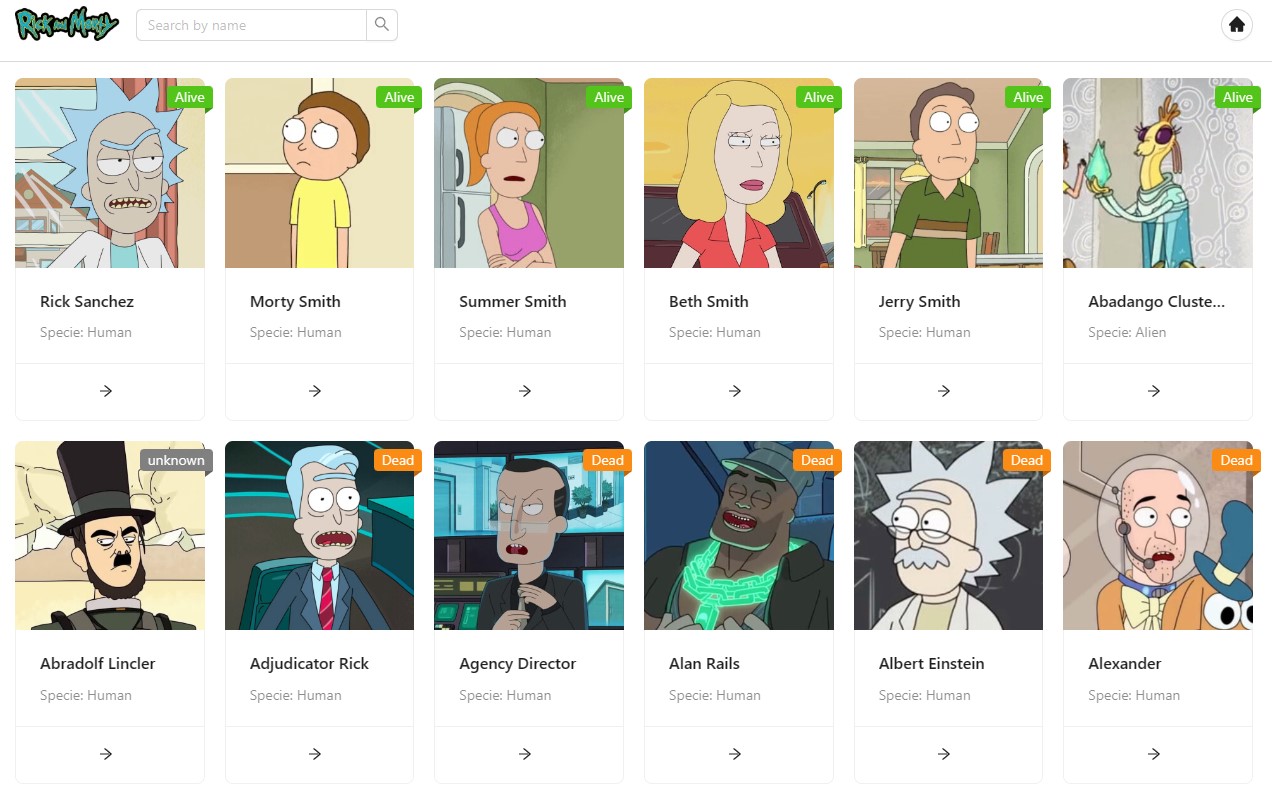 Rick and Morty
Search by name
Alive
Alive
Alive
Alive
Alive
Alive
Rick Sanchez
Morty Smith
Summer Smith
Beth Smith
Jerry Smith
Abadango Cluste...
Specie: Human
Specie: Human
Specie: Human
Specie: Human
Specie: Human
Specie: Alien
unknown
Dead
Dead
Dead
Dead
Dead
Abradolf Lincler
Adjudicator Rick
Agency Director
Alan Rails
Albert Einstein
Alexander
Specie: Human
Specie: Human
Specie: Human
Specie: Human
Specie: Human
Specie: Human